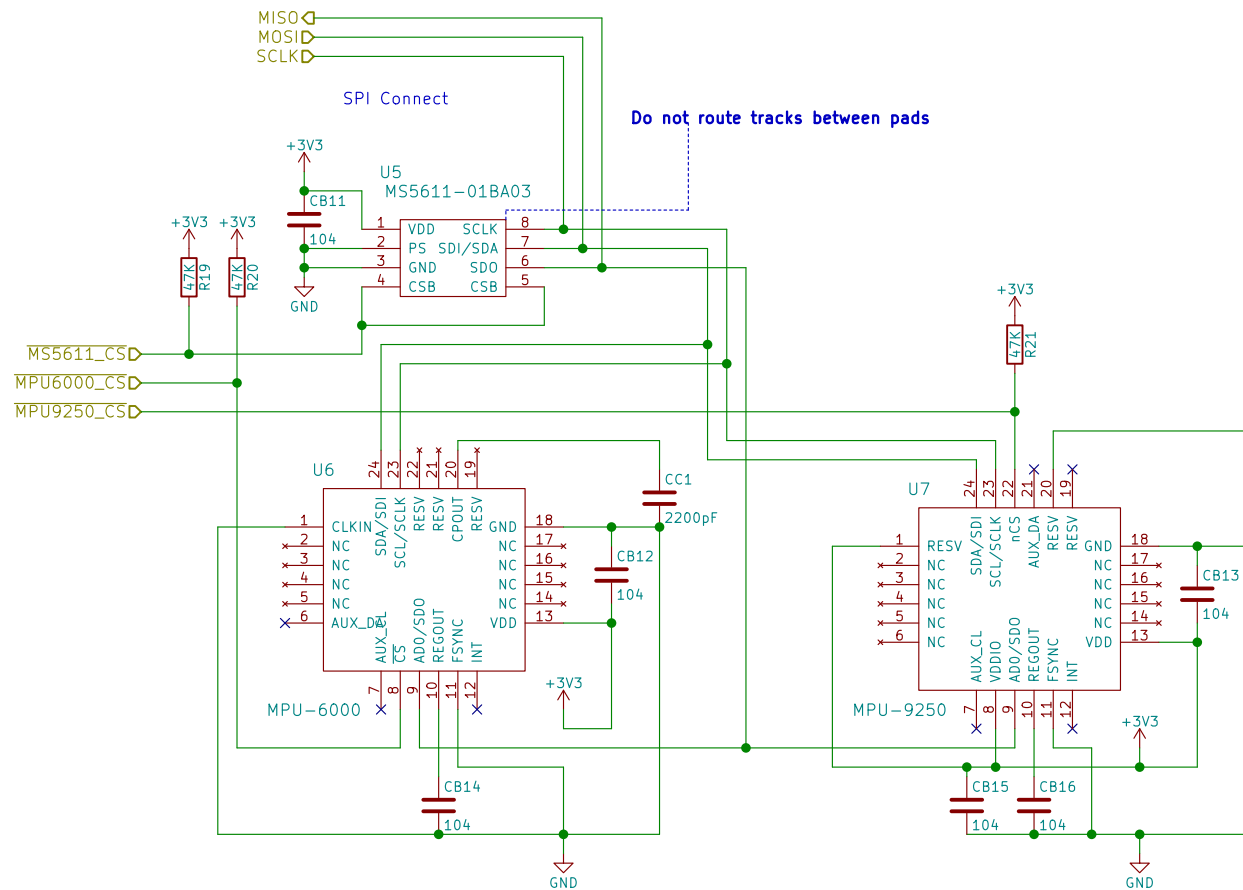 MISO
MOSI
SCLK
SPI Connect
Do not route tracks between pads
+3V3
U5
MS5611-01BA03
CB11
104
1 VDD SCLK 8
2 PS SDI/SDA 7
3 GND SDO 6
4 CSB CSB 5
GND
+3V3 +3V3
47K R19
47K R20
+3V3
47K R21
MS5611_CS
MPU6000_CS
MPU9250_CS
U6
24 23 22 21 20 19
SDA/SDI
SCL/SCLK
RESV
RESV
CPOUT
RESV
1 CLKIN GND 18
2 NC NC 17
3 NC NC 16
4 NC NC 15
5 NC NC 14
6 AUX_DA VDD 13
AUX_CL
CS
AD0/SDO
REGOUT
FSYNC
INT
7 8 9 10 11 12
MPU-6000
CC1
2200pF
CB12
104
+3V3
CB14
104
GND
U7
24 23 22 21 20 19
SDA/SDI
SCL/SCLK
nCS
AUX_DA
RESV
RESV
1 RESV GND 18
2 NC NC 17
3 NC NC 16
4 NC NC 15
5 NC NC 14
6 NC VDD 13
AUX_CL
VDDIO
AD0/SDO
REGOUT
FSYNC
INT
7 8 9 10 11 12
MPU-9250
CB13
104
+3V3
CB15
104
CB16
104
GND